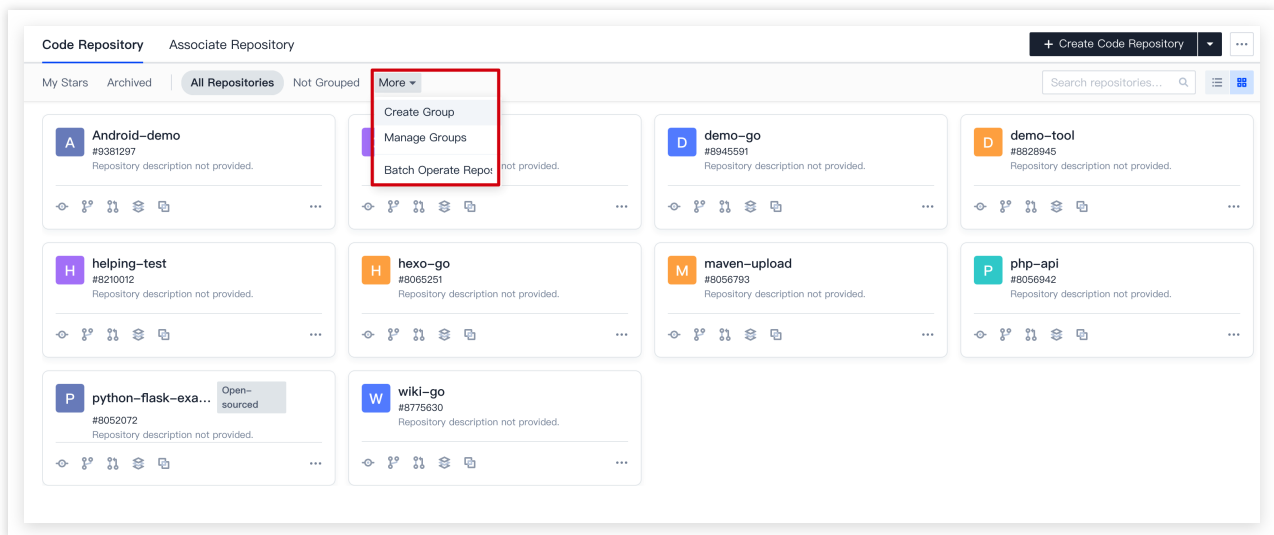 Code Repository Associate Repository + Create Code Repository
My Stars Archived All Repositories Not Grouped More Search repositories...
Create Group
Manage Groups
Batch Operate Repos
A Android-demo
#9381297
Repository description not provided.
not provided.
D demo-go
#8945591
Repository description not provided.
D demo-tool
#8828945
Repository description not provided.
H helping-test
#8210012
Repository description not provided.
H hexo-go
#8065251
Repository description not provided.
M maven-upload
#8056793
Repository description not provided.
P php-api
#8056942
Repository description not provided.
P python-flask-exa... Open-
sourced
#8052072
Repository description not provided.
W wiki-go
#8775630
Repository description not provided.